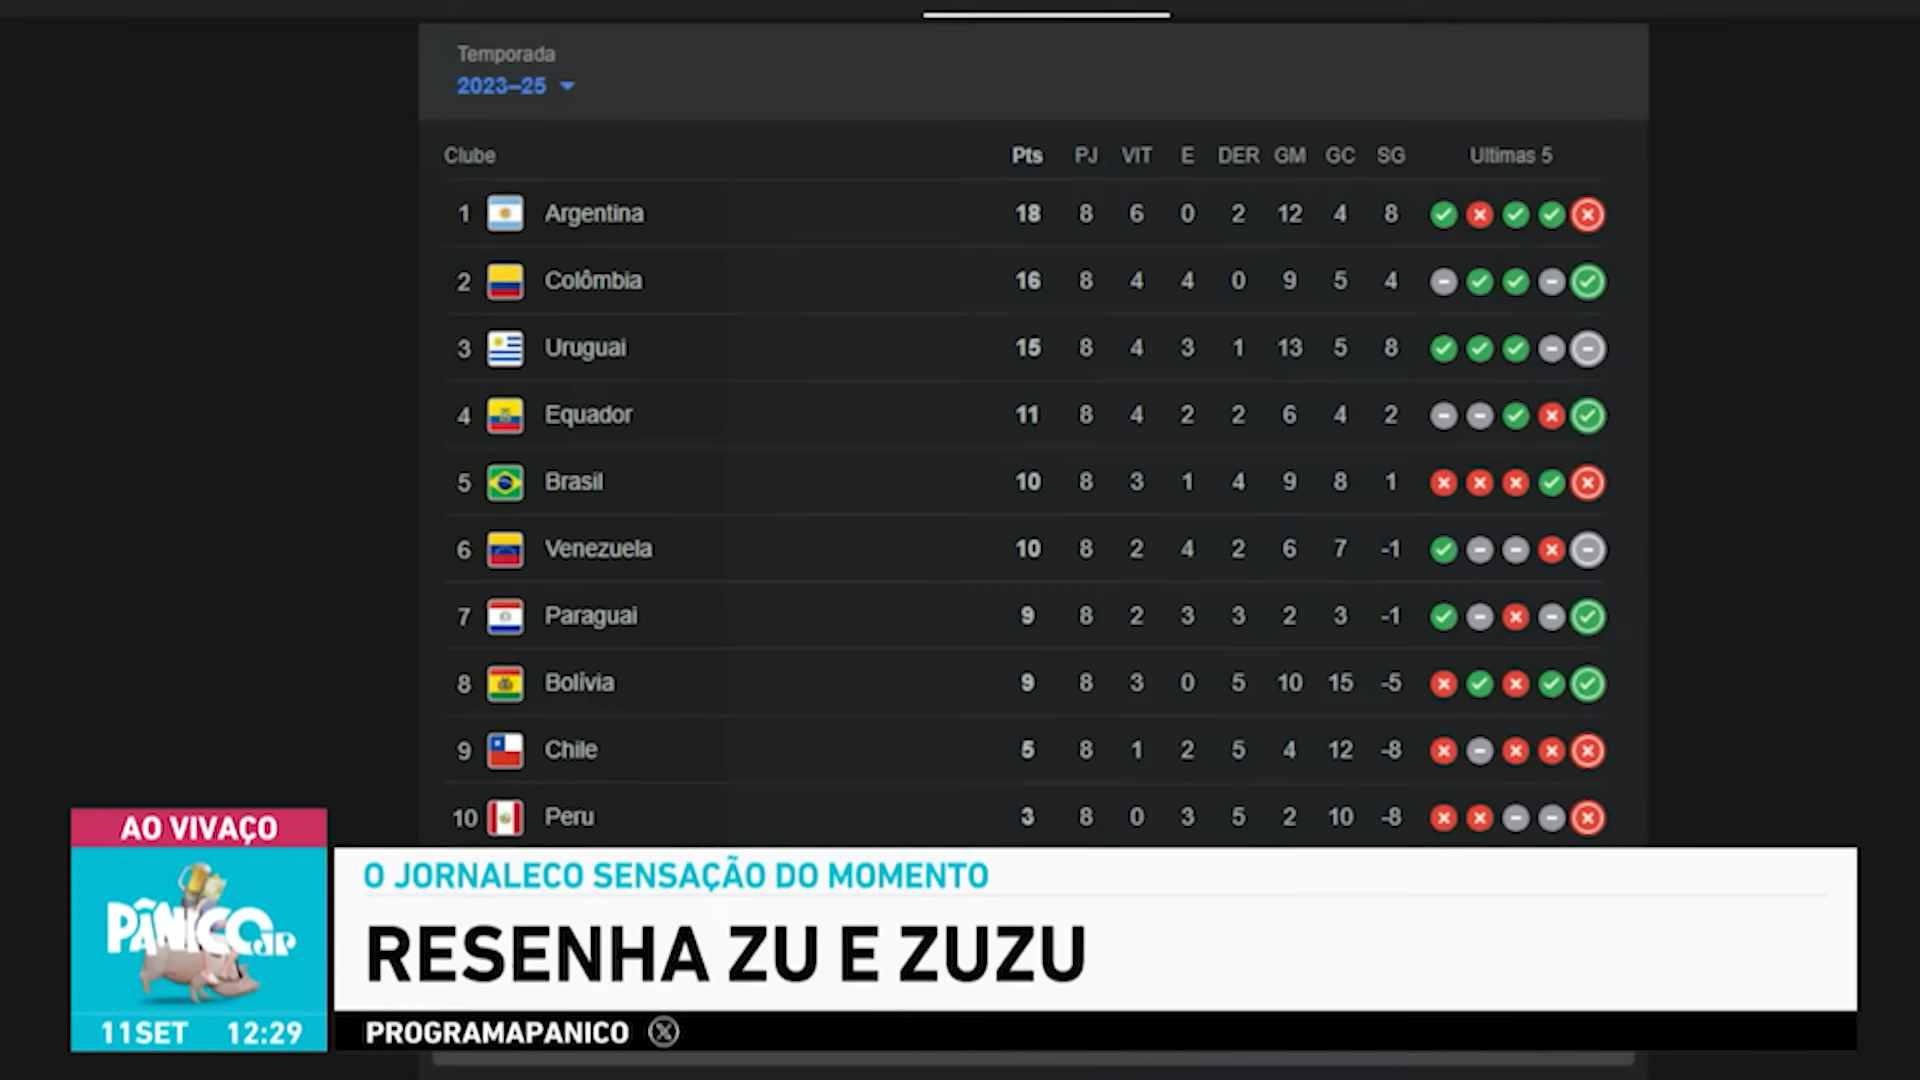 Temporada
2023–25
Clube Pts PJ VIT E DER GM GC SG Ultimas 5
1 Argentina 18 8 6 0 2 12 4 8
2 Colômbia 16 8 4 4 0 9 5 4
3 Uruguai 15 8 4 3 1 13 5 8
4 Equador 11 8 4 2 2 6 4 2
5 Brasil 10 8 3 1 4 9 8 1
6 Venezuela 10 8 2 4 2 6 7 -1
7 Paraguai 9 8 2 3 3 2 3 -1
8 Bolívia 9 8 3 0 5 10 15 -5
9 Chile 5 8 1 2 5 4 12 -8
10 Peru 3 8 0 3 5 2 10 -8
AO VIVAÇO
PÂNICO JP
11SET 12:29
O JORNALECO SENSAÇÃO DO MOMENTO
RESENHA ZU E ZUZU
PROGRAMAPANICO